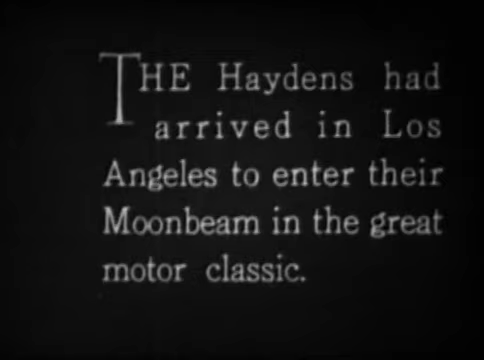 THE Haydens had
arrived in Los
Angeles to enter their
Moonbeam in the great
motor classic.